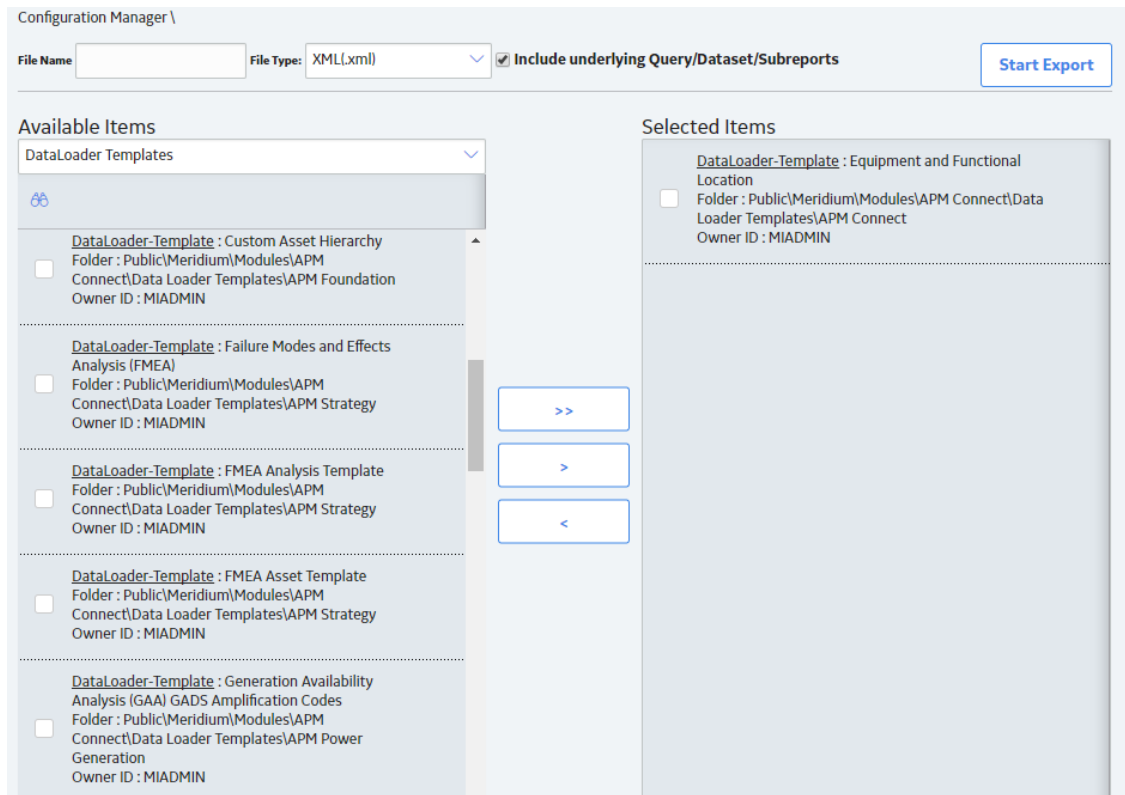 Configuration Manager \
File Name
File Type:
XML(.xml)
Include underlying Query/Dataset/Subreports
Start Export
Available Items
DataLoader Templates
DataLoader-Template : Custom Asset Hierarchy
Folder : Public\Meridium\Modules\APM
Connect\Data Loader Templates\APM Foundation
Owner ID : MIADMIN
DataLoader-Template : Failure Modes and Effects
Analysis (FMEA)
Folder : Public\Meridium\Modules\APM
Connect\Data Loader Templates\APM Strategy
Owner ID : MIADMIN
DataLoader-Template : FMEA Analysis Template
Folder : Public\Meridium\Modules\APM
Connect\Data Loader Templates\APM Strategy
Owner ID : MIADMIN
DataLoader-Template : FMEA Asset Template
Folder : Public\Meridium\Modules\APM
Connect\Data Loader Templates\APM Strategy
Owner ID : MIADMIN
DataLoader-Template : Generation Availability
Analysis (GAA) GADS Amplification Codes
Folder : Public\Meridium\Modules\APM
Connect\Data Loader Templates\APM Power
Generation
Owner ID : MIADMIN
>>
>
<
Selected Items
DataLoader-Template : Equipment and Functional
Location
Folder : Public\Meridium\Modules\APM Connect\Data
Loader Templates\APM Connect
Owner ID : MIADMIN